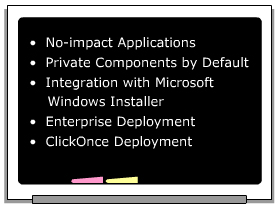 • No-impact Applications
• Private Components by Default
• Integration with Microsoft
Windows Installer
• Enterprise Deployment
• ClickOnce Deployment